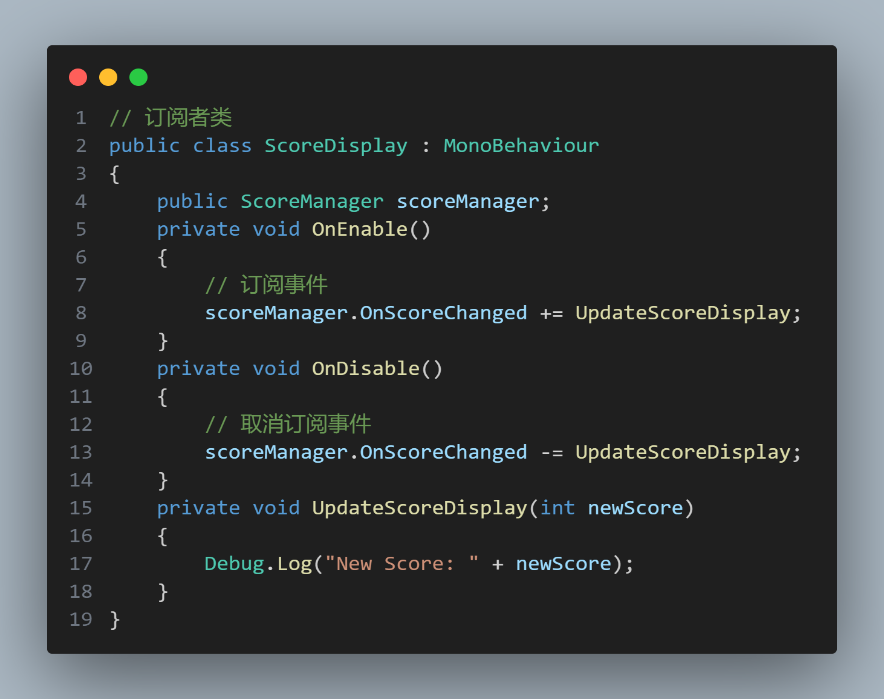 1 // 订阅者类
2 public class ScoreDisplay : MonoBehaviour
3 {
4     public ScoreManager scoreManager;
5     private void OnEnable()
6     {
7         // 订阅事件
8         scoreManager.OnScoreChanged += UpdateScoreDisplay;
9     }
10     private void OnDisable()
11     {
12         // 取消订阅事件
13         scoreManager.OnScoreChanged -= UpdateScoreDisplay;
14     }
15     private void UpdateScoreDisplay(int newScore)
16     {
17         Debug.Log("New Score: " + newScore);
18     }
19 }